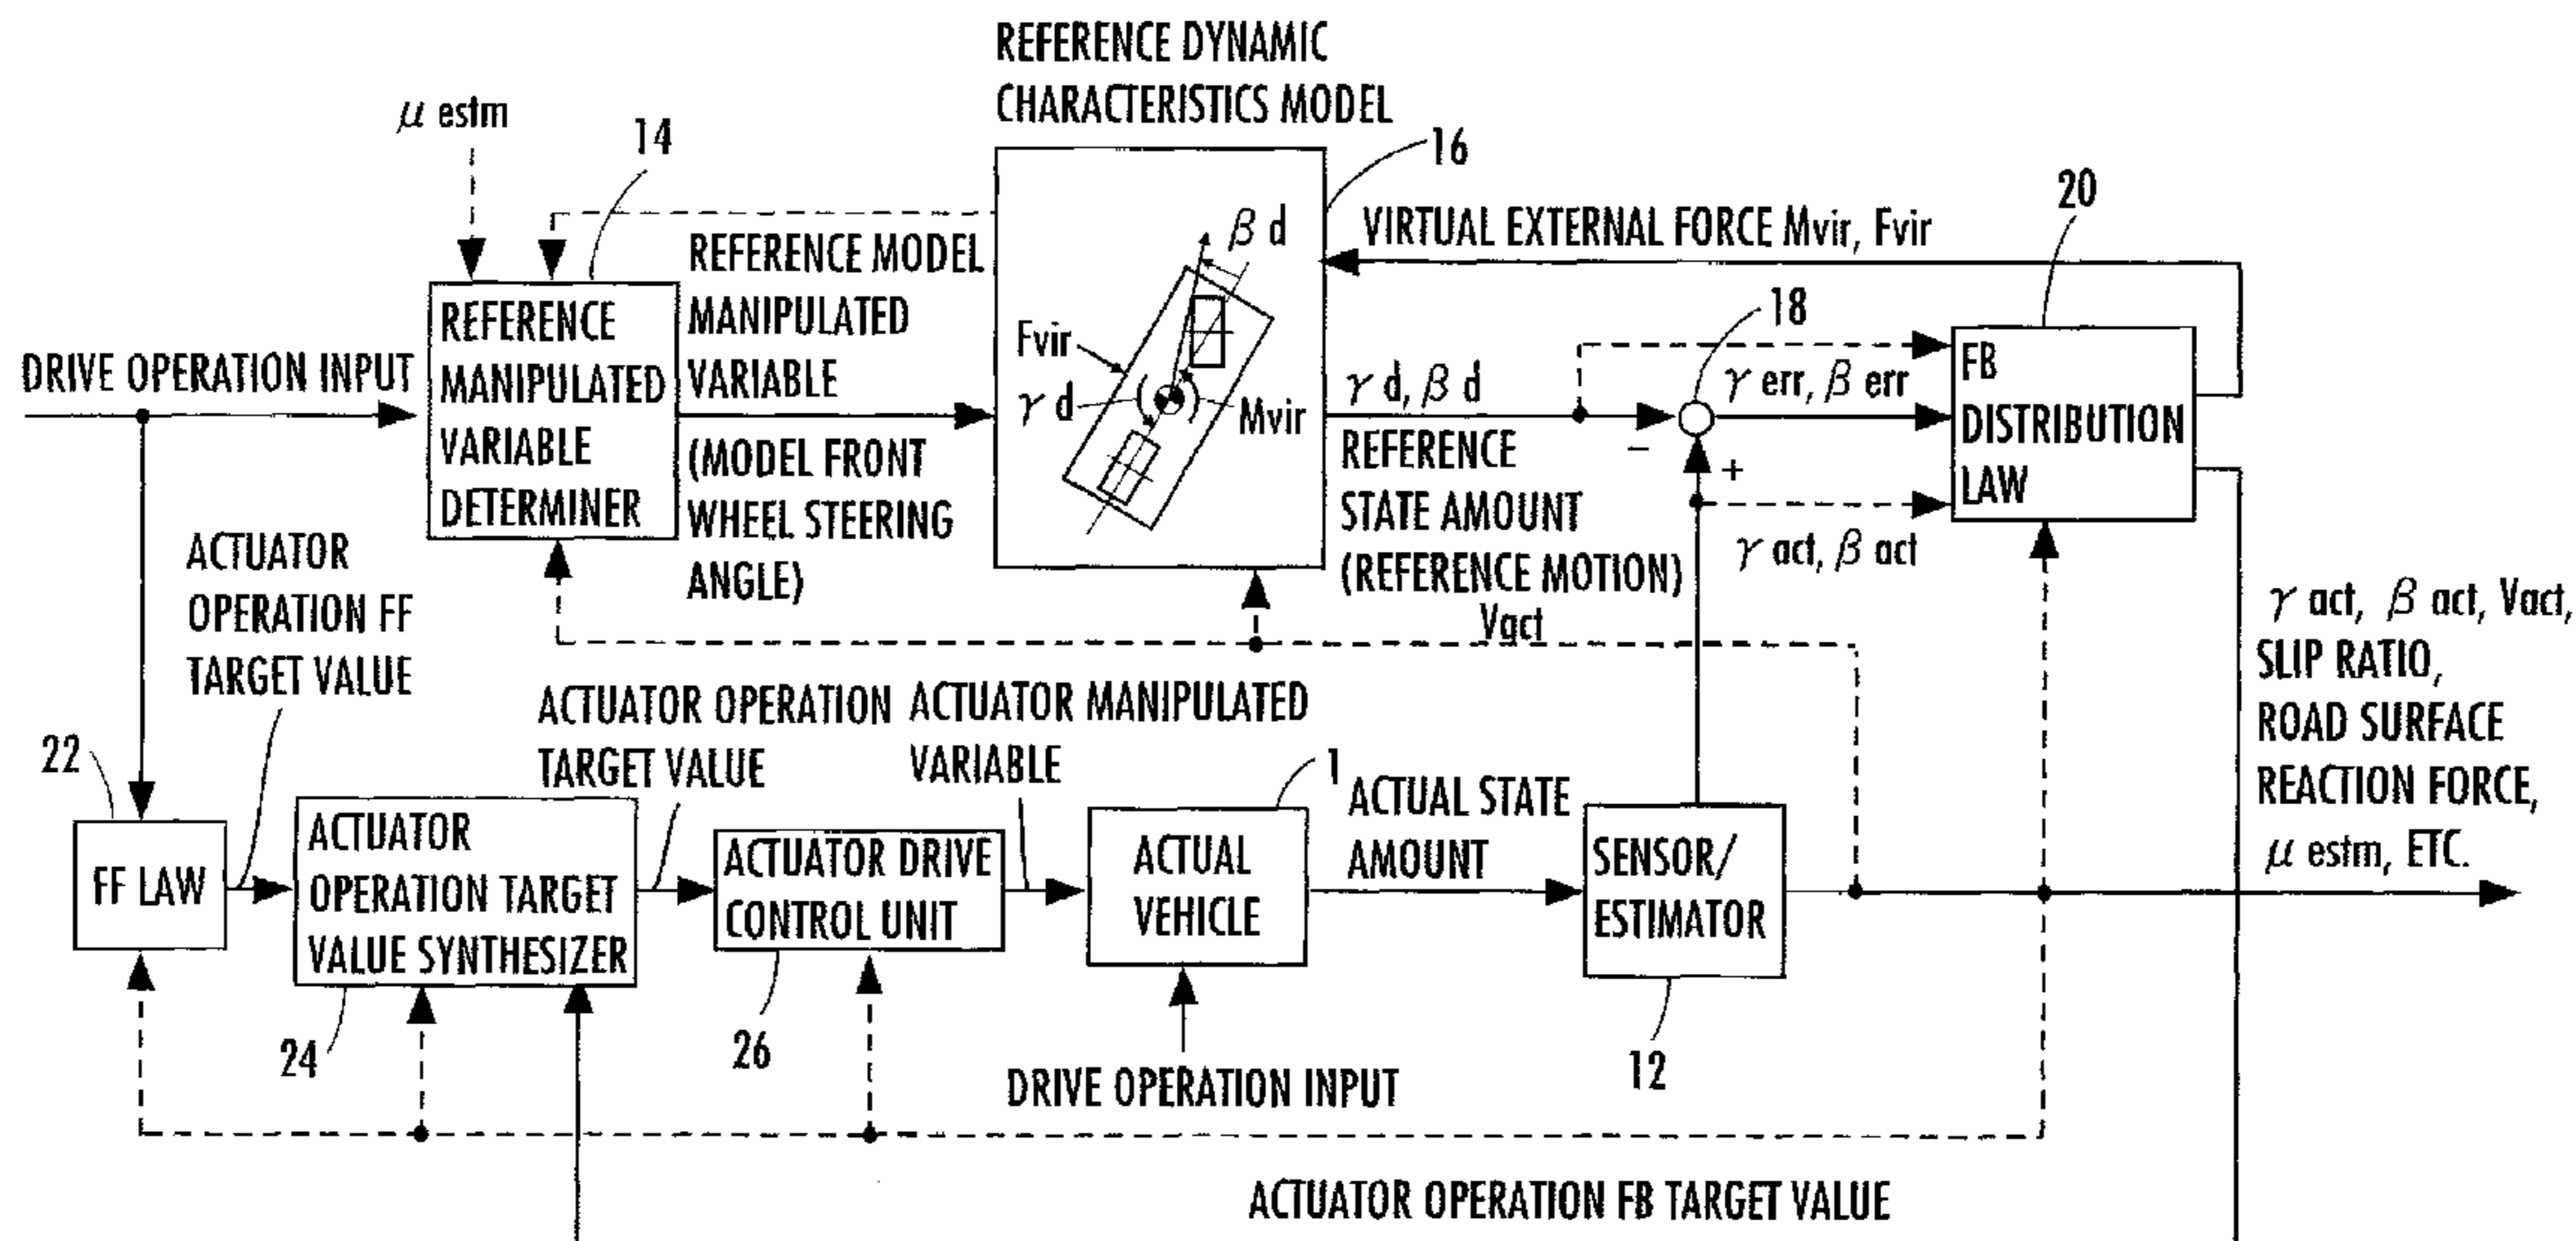 REFERENCE DYNAMIC
CHARACTERISTICS MODEL
μ estm
14
16
20
β d
VIRTUAL EXTERNAL FORCE Mvir, Fvir
REFERENCE MODEL
MANIPULATED
VARIABLE
(MODEL FRONT
WHEEL STEERING
ANGLE)
REFERENCE
MANIPULATED
VARIABLE
DETERMINER
DRIVE OPERATION INPUT
Fvir
γ d
Mvir
18
γ d, β d
REFERENCE
STATE AMOUNT
(REFERENCE MOTION)
Vact
−
+
γ err, β err
γ act, β act
FB
DISTRIBUTION
LAW
γ act, β act, Vact,
SLIP RATIO,
ROAD SURFACE
REACTION FORCE,
μ estm, ETC.
ACTUATOR
OPERATION FF
TARGET VALUE
22
FF LAW
ACTUATOR
OPERATION TARGET
VALUE SYNTHESIZER
24
ACTUATOR OPERATION
TARGET VALUE
ACTUATOR DRIVE
CONTROL UNIT
26
ACTUATOR MANIPULATED
VARIABLE
1
ACTUAL
VEHICLE
DRIVE OPERATION INPUT
ACTUAL STATE
AMOUNT
SENSOR/
ESTIMATOR
12
ACTUATOR OPERATION FB TARGET VALUE